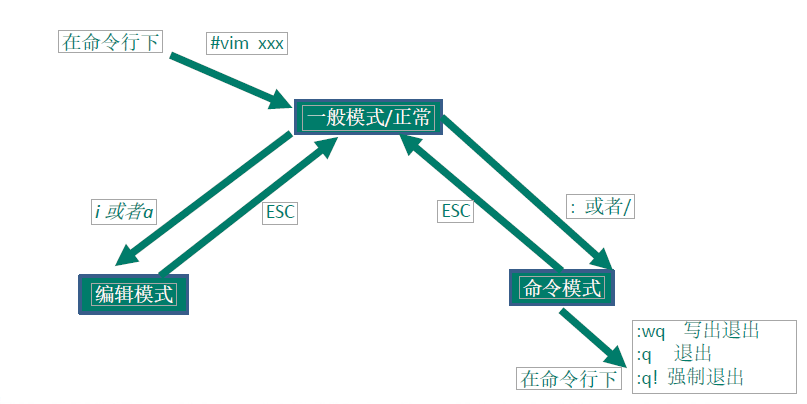 在命令行下
#vim xxx
一般模式/正常
i 或者a
ESC
ESC
: 或者/
编辑模式
命令模式
:wq 写出退出
:q 退出
:q! 强制退出
在命令行下